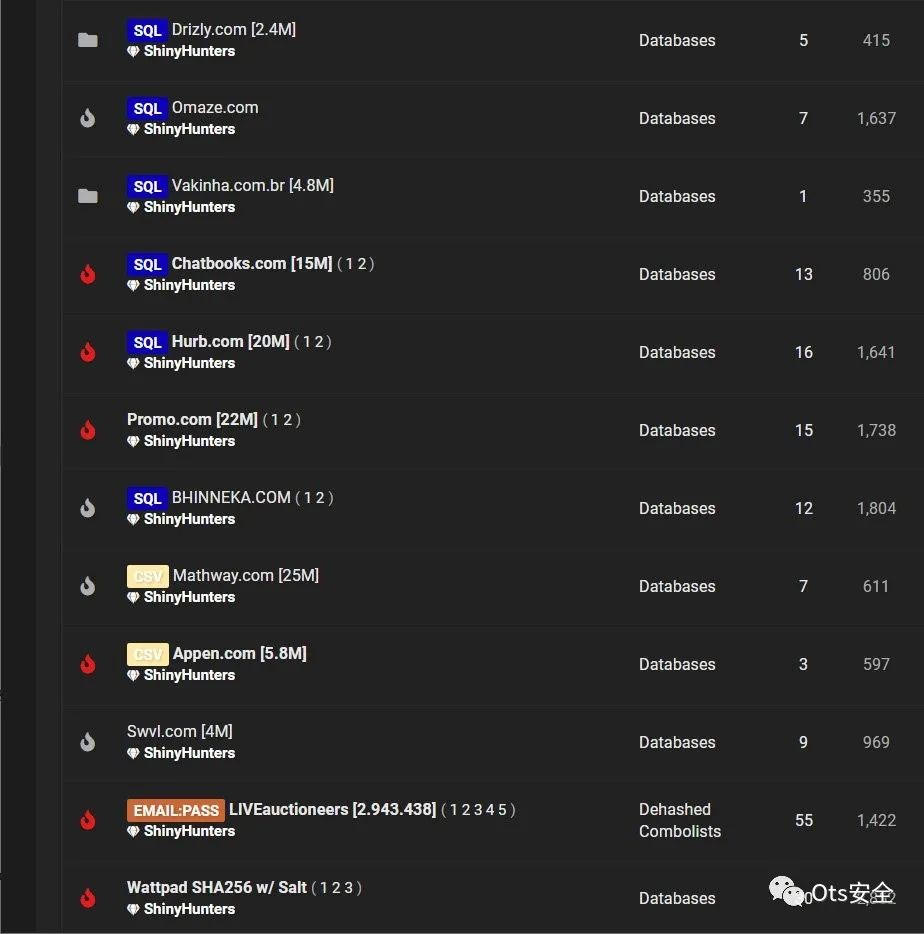 SQL Drizly.com [2.4M] Databases 5 415
ShinyHunters
SQL Omaze.com Databases 7 1,637
ShinyHunters
SQL Vakinha.com.br [4.8M] Databases 1 355
ShinyHunters
SQL Chatbooks.com [15M] ( 1 2 ) Databases 13 806
ShinyHunters
SQL Hurb.com [20M] ( 1 2 ) Databases 16 1,641
ShinyHunters
Promo.com [22M] ( 1 2 ) Databases 15 1,738
ShinyHunters
SQL BHINNEKA.COM ( 1 2 ) Databases 12 1,804
ShinyHunters
CSV Mathway.com [25M] Databases 7 611
ShinyHunters
CSV Appen.com [5.8M] Databases 3 597
ShinyHunters
Swvl.com [4M] Databases 9 969
ShinyHunters
EMAIL:PASS LIVEauctioneers [2.943.438] ( 1 2 3 4 5 ) Dehashed Combolists 55 1,422
ShinyHunters
Wattpad SHA256 w/ Salt ( 1 2 3 ) Databases
ShinyHunters
Ots安全